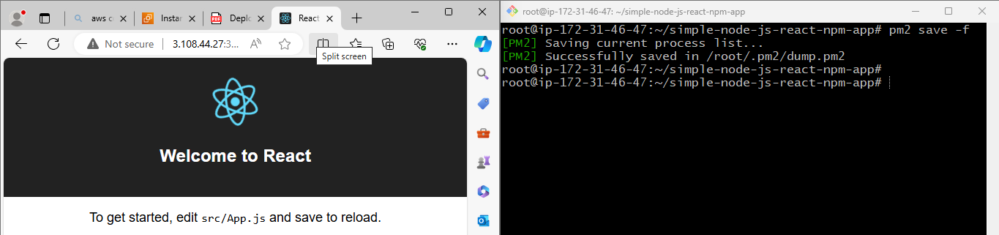 aws c
Instar
PDF
Deplo
React
Not secure
3.108.44.27:3...
A
Split screen
Welcome to React
To get started, edit src/App.js and save to reload.
root@ip-172-31-46-47: ~/simple-node-js-react-npm-app
root@ip-172-31-46-47:~/simple-node-js-react-npm-app# pm2 save -f
[PM2] Saving current process list...
[PM2] Successfully saved in /root/.pm2/dump.pm2
root@ip-172-31-46-47:~/simple-node-js-react-npm-app#
root@ip-172-31-46-47:~/simple-node-js-react-npm-app#